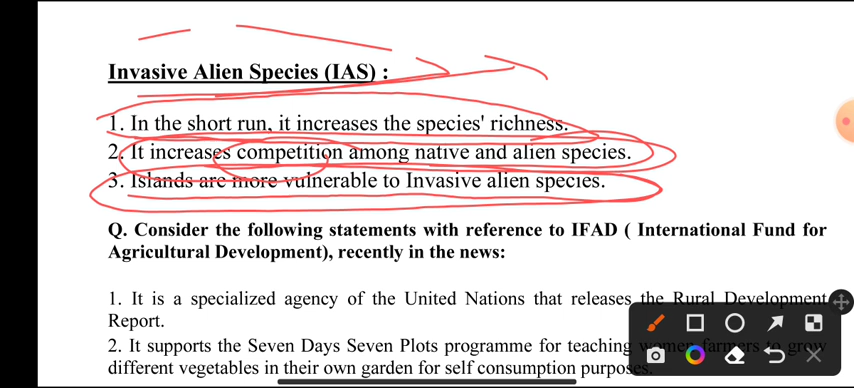 Invasive Alien Species (IAS) :
1. In the short run, it increases the species' richness.
2. It increases competition among native and alien species.
3. Islands are more vulnerable to Invasive alien species.
Q. Consider the following statements with reference to IFAD ( International Fund for
Agricultural Development), recently in the news:
1. It is a specialized agency of the United Nations that releases the Rural Development
Report.
2. It supports the Seven Days Seven Plots programme for teaching women farmers to grow
different vegetables in their own garden for self consumption purposes.